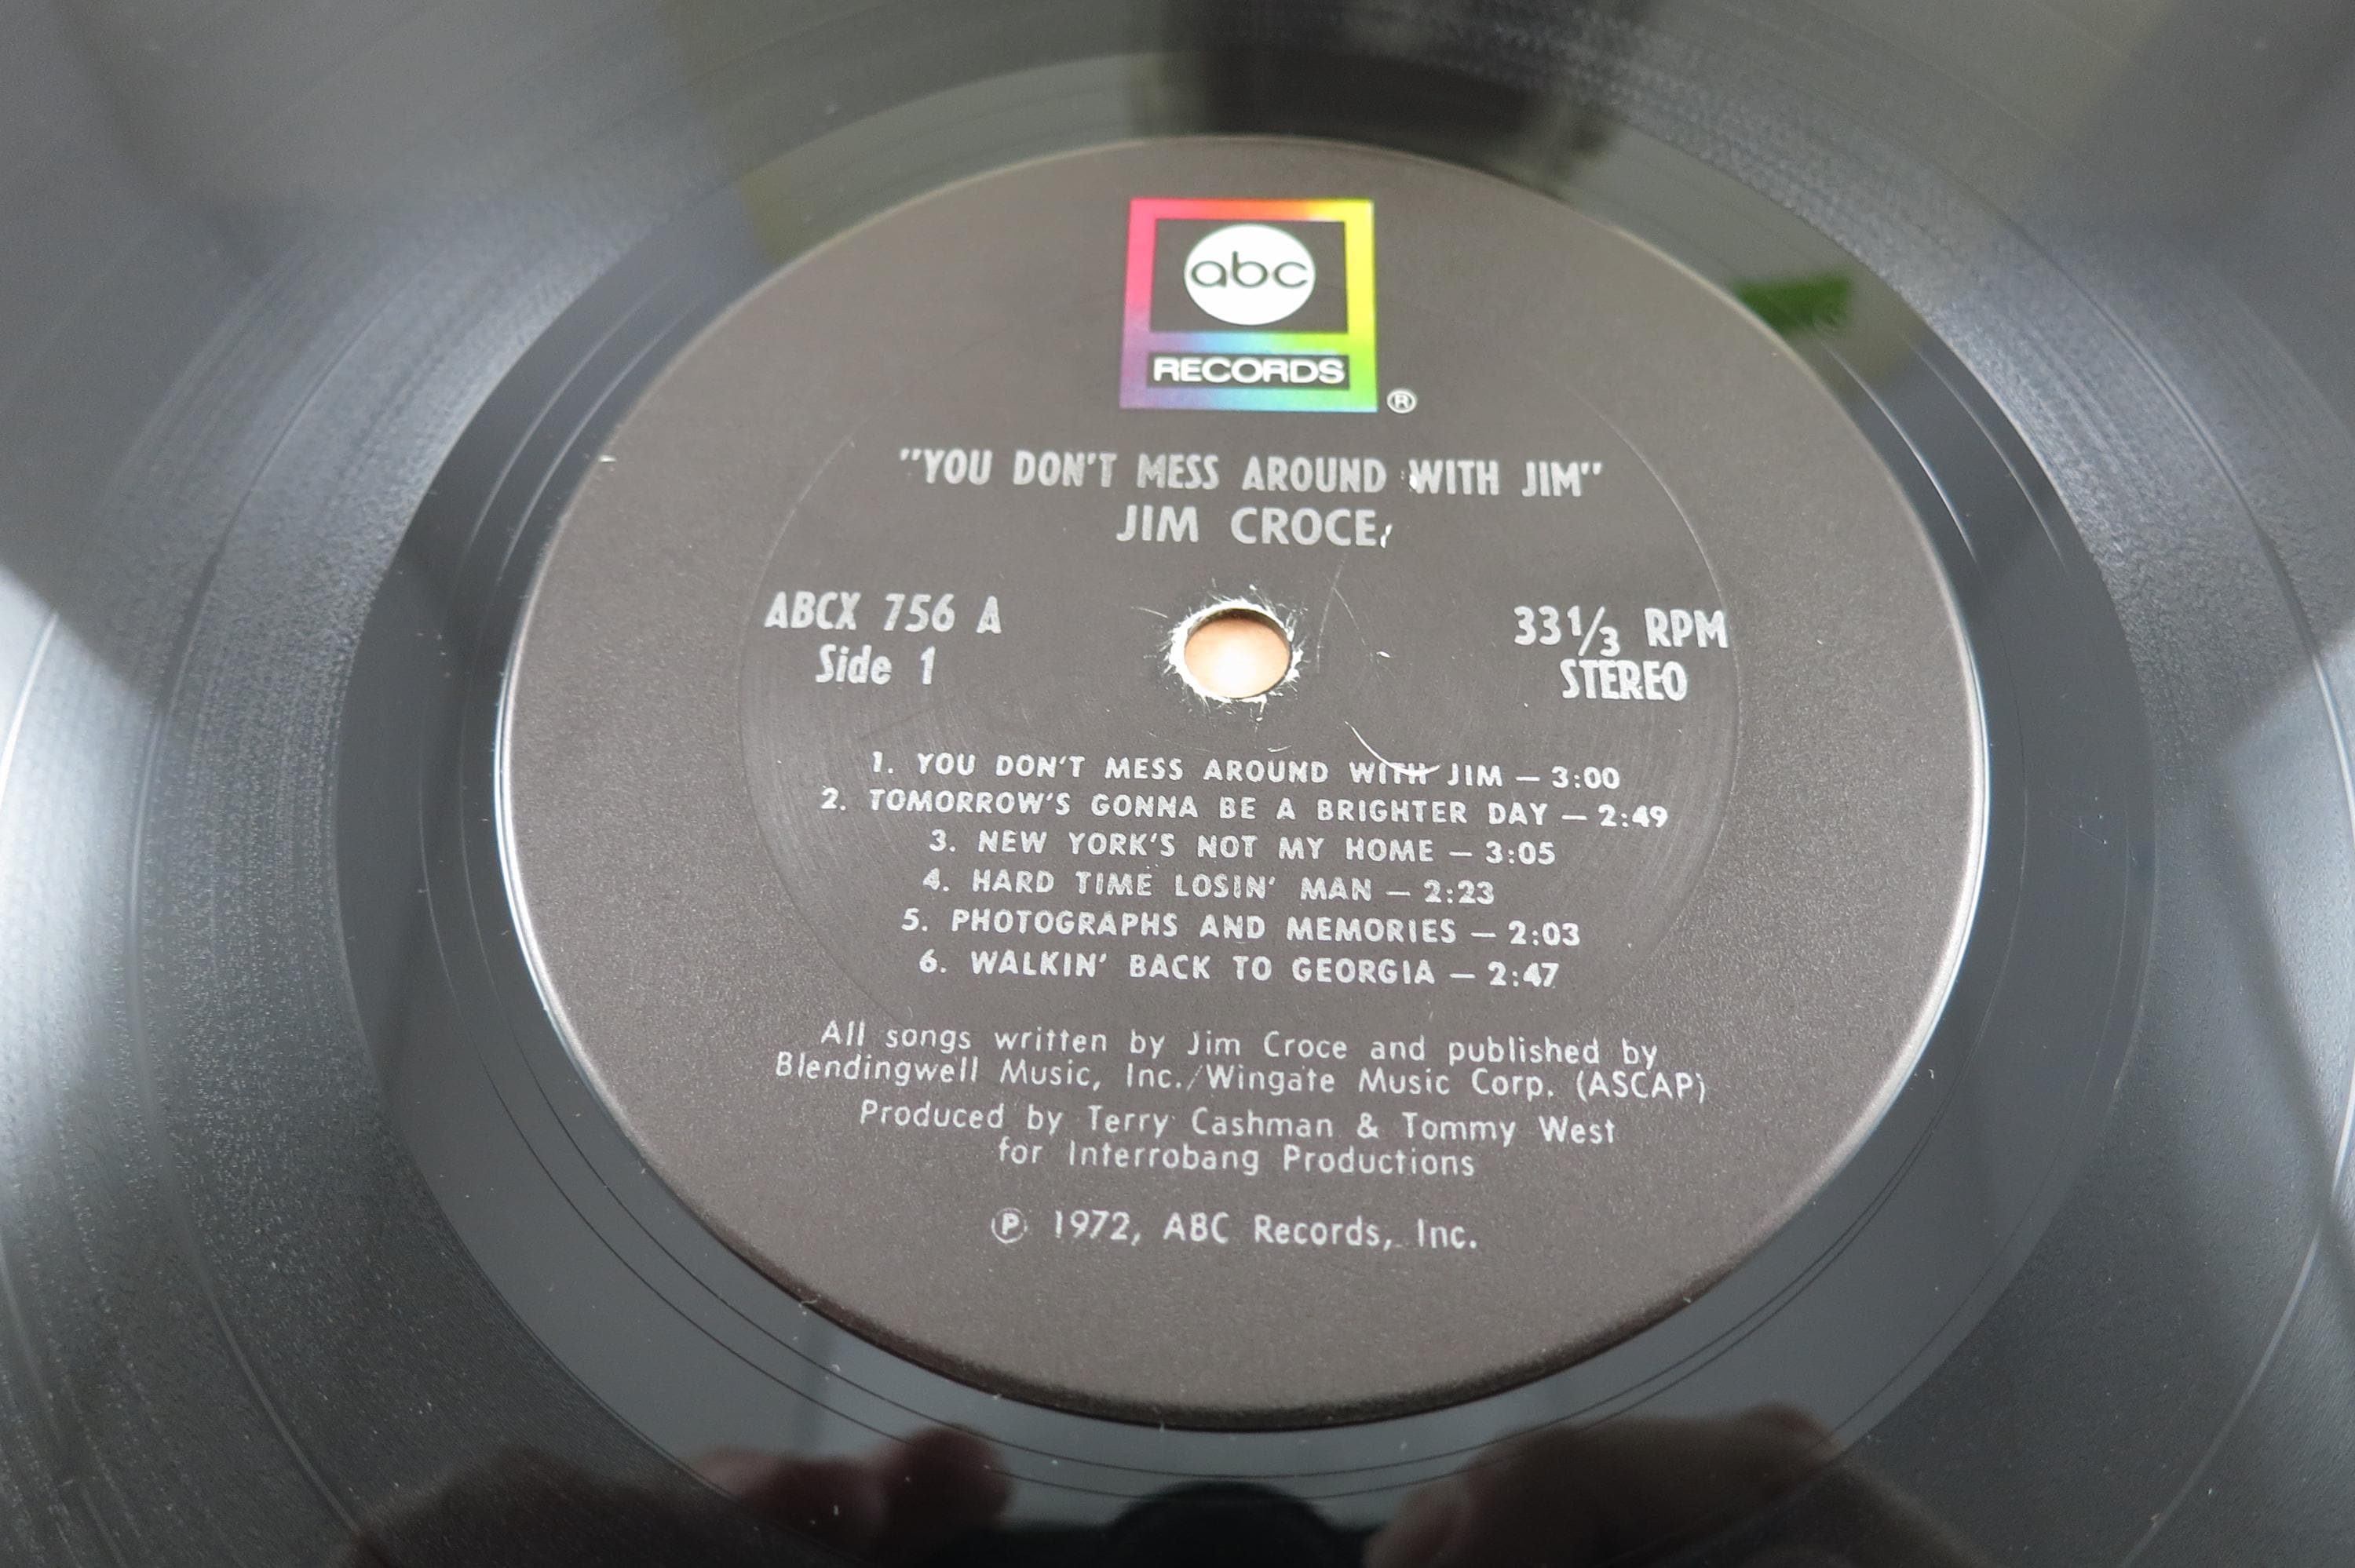 abc
RECORDS
®
"YOU DON'T MESS AROUND WITH JIM"
JIM CROCE
ABCX 756 A
Side 1
33 1/3 RPM
STEREO
1. YOU DON'T MESS AROUND WITH JIM — 3:00
2. TOMORROW'S GONNA BE A BRIGHTER DAY — 2:49
3. NEW YORK'S NOT MY HOME — 3:05
4. HARD TIME LOSIN' MAN — 2:23
5. PHOTOGRAPHS AND MEMORIES — 2:03
6. WALKIN' BACK TO GEORGIA — 2:47
All songs written by Jim Croce and published by
Blendingwell Music, Inc./Wingate Music Corp. (ASCAP)
Produced by Terry Cashman & Tommy West
for Interrobang Productions
℗ 1972, ABC Records, Inc.